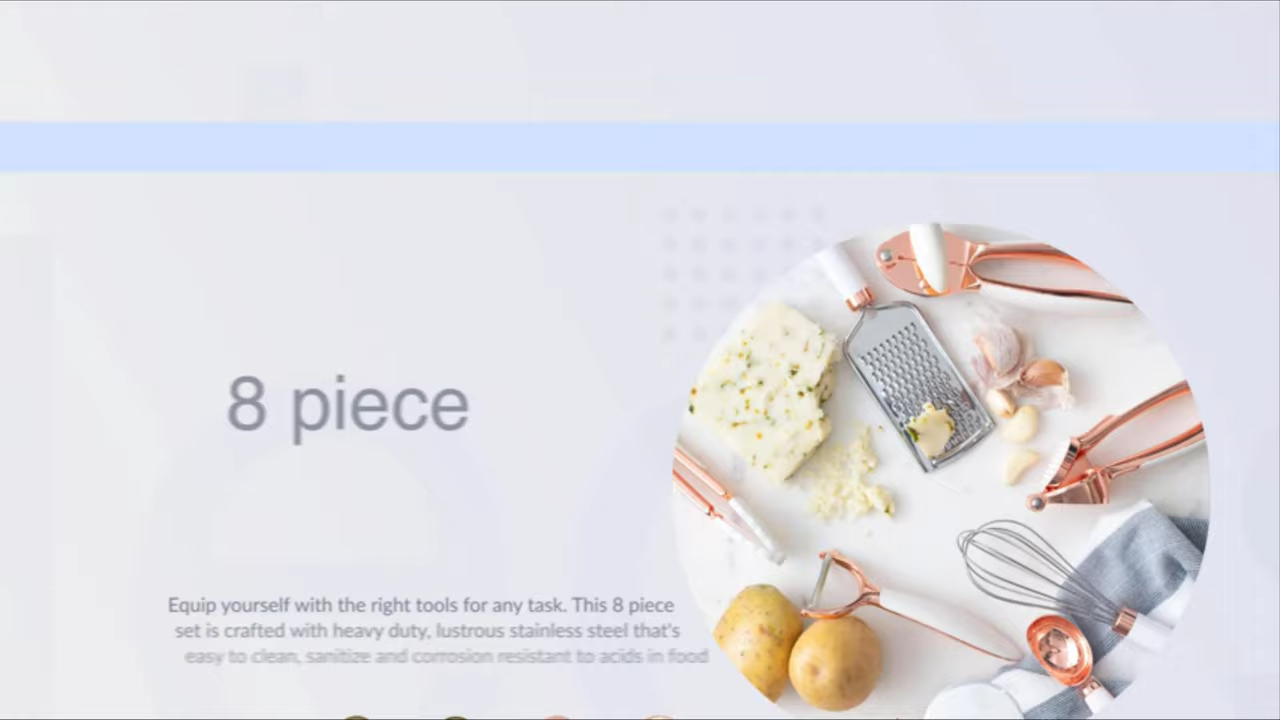 8 piece
Equip yourself with the right tools for any task. This 8 piece
set is crafted with heavy duty, lustrous stainless steel that's
easy to clean, sanitize and corrosion resistant to acids in food